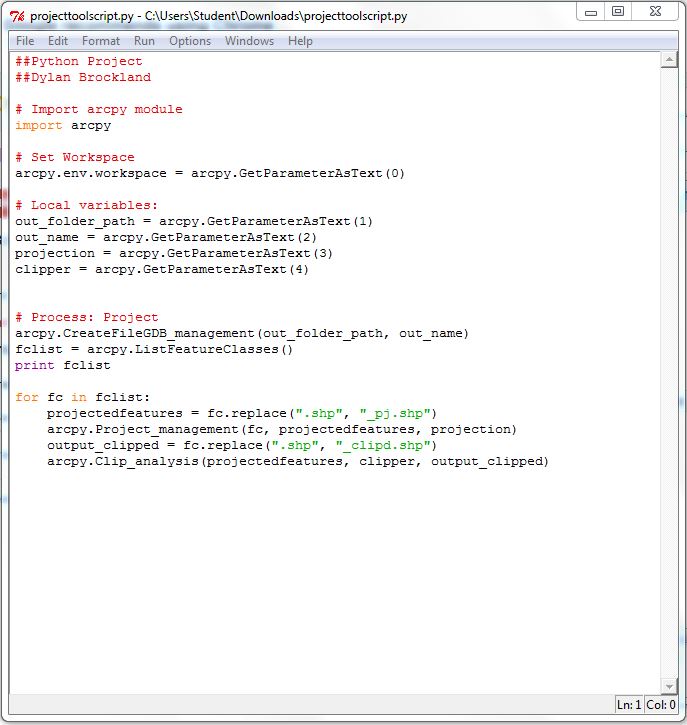 projecttoolscript.py - C:\Users\Student\Downloads\projecttoolscript.py
File Edit Format Run Options Windows Help
##Python Project
##Dylan Brockland
# Import arcpy module
import arcpy
# Set Workspace
arcpy.env.workspace = arcpy.GetParameterAsText(0)
# Local variables:
out_folder_path = arcpy.GetParameterAsText(1)
out_name = arcpy.GetParameterAsText(2)
projection = arcpy.GetParameterAsText(3)
clipper = arcpy.GetParameterAsText(4)
# Process: Project
arcpy.CreateFileGDB_management(out_folder_path, out_name)
fclist = arcpy.ListFeatureClasses()
print fclist
for fc in fclist:
    projectedfeatures = fc.replace(".shp", "_pj.shp")
    arcpy.Project_management(fc, projectedfeatures, projection)
    output_clipped = fc.replace(".shp", "_clipd.shp")
    arcpy.Clip_analysis(projectedfeatures, clipper, output_clipped)
Ln: 1 Col: 0